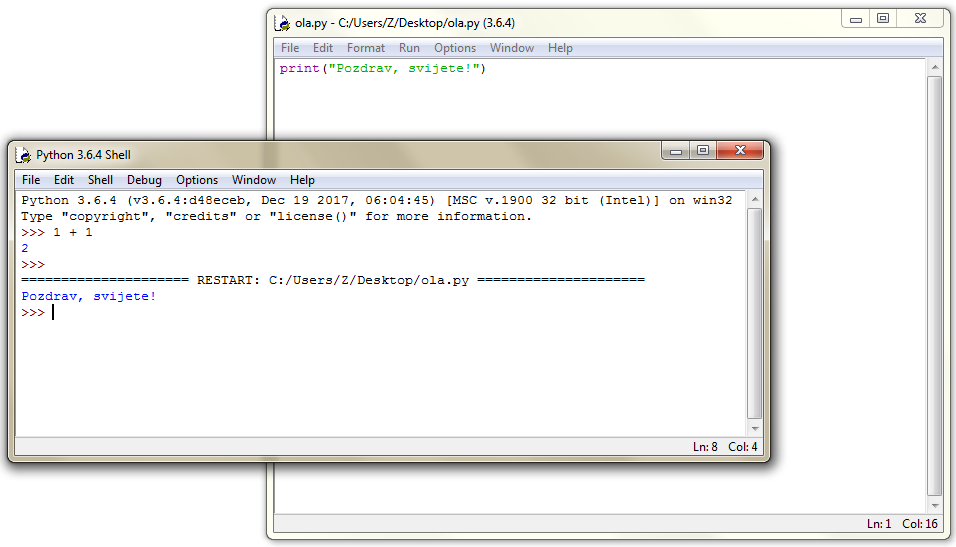 ola.py - C:/Users/Z/Desktop/ola.py (3.6.4)
File Edit Format Run Options Window Help
print("Pozdrav, svijete!")
Python 3.6.4 Shell
File Edit Shell Debug Options Window Help
Python 3.6.4 (v3.6.4:d48eceb, Dec 19 2017, 06:04:45) [MSC v.1900 32 bit (Intel)] on win32
Type "copyright", "credits" or "license()" for more information.
>>> 1 + 1
2
>>>
===================== RESTART: C:/Users/Z/Desktop/ola.py =====================
Pozdrav, svijete!
>>>
Ln: 8 Col: 4
Ln: 1 Col: 16